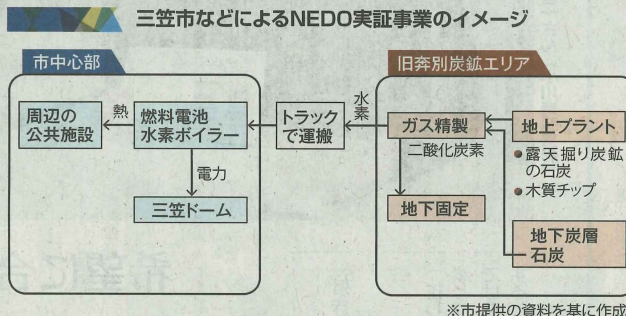 三笠市などによるNEDO実証事業のイメージ
市中心部
周辺の
公共施設
熱
燃料電池
水素ボイラー
電力
三笠ドーム
トラック
で運搬
水素
旧奔別炭鉱エリア
ガス精製
二酸化炭素
地下固定
地上プラント
●露天掘り炭鉱
の石炭
●木質チップ
地下炭層
石炭
※市提供の資料を基に作成